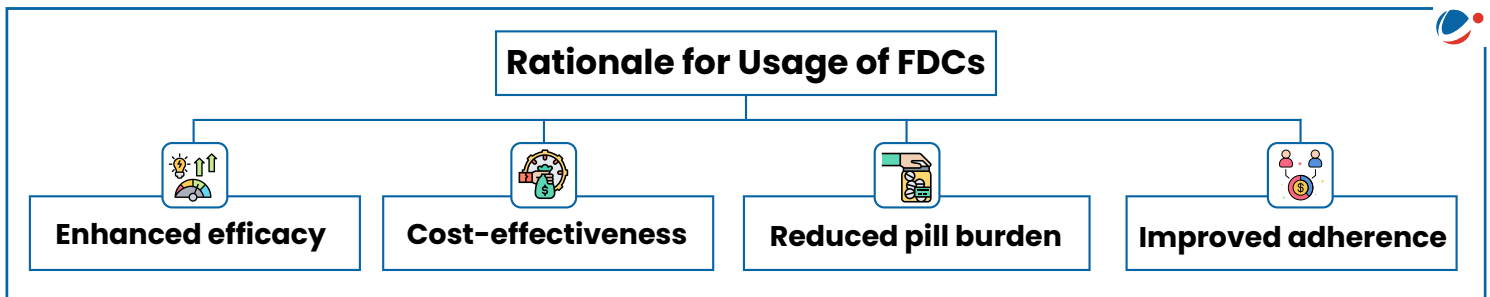 Rationale for Usage of FDCs
Enhanced efficacy
Cost-effectiveness
Reduced pill burden
Improved adherence